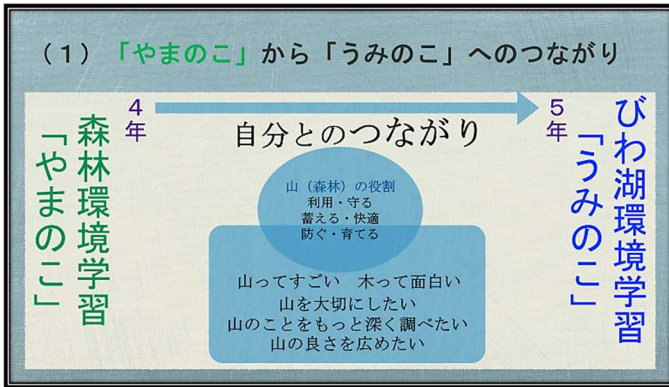 （１）「やまのこ」から「うみのこ」へのつながり
森林環境学習
「やまのこ」
４年
５年
自分とのつながり
山（森林）の役割
利用・守る
蓄える・快適
防ぐ・育てる
山ってすごい　木って面白い
山を大切にしたい
山のことをもっと深く調べたい
山の良さを広めたい
びわ湖環境学習
「うみのこ」